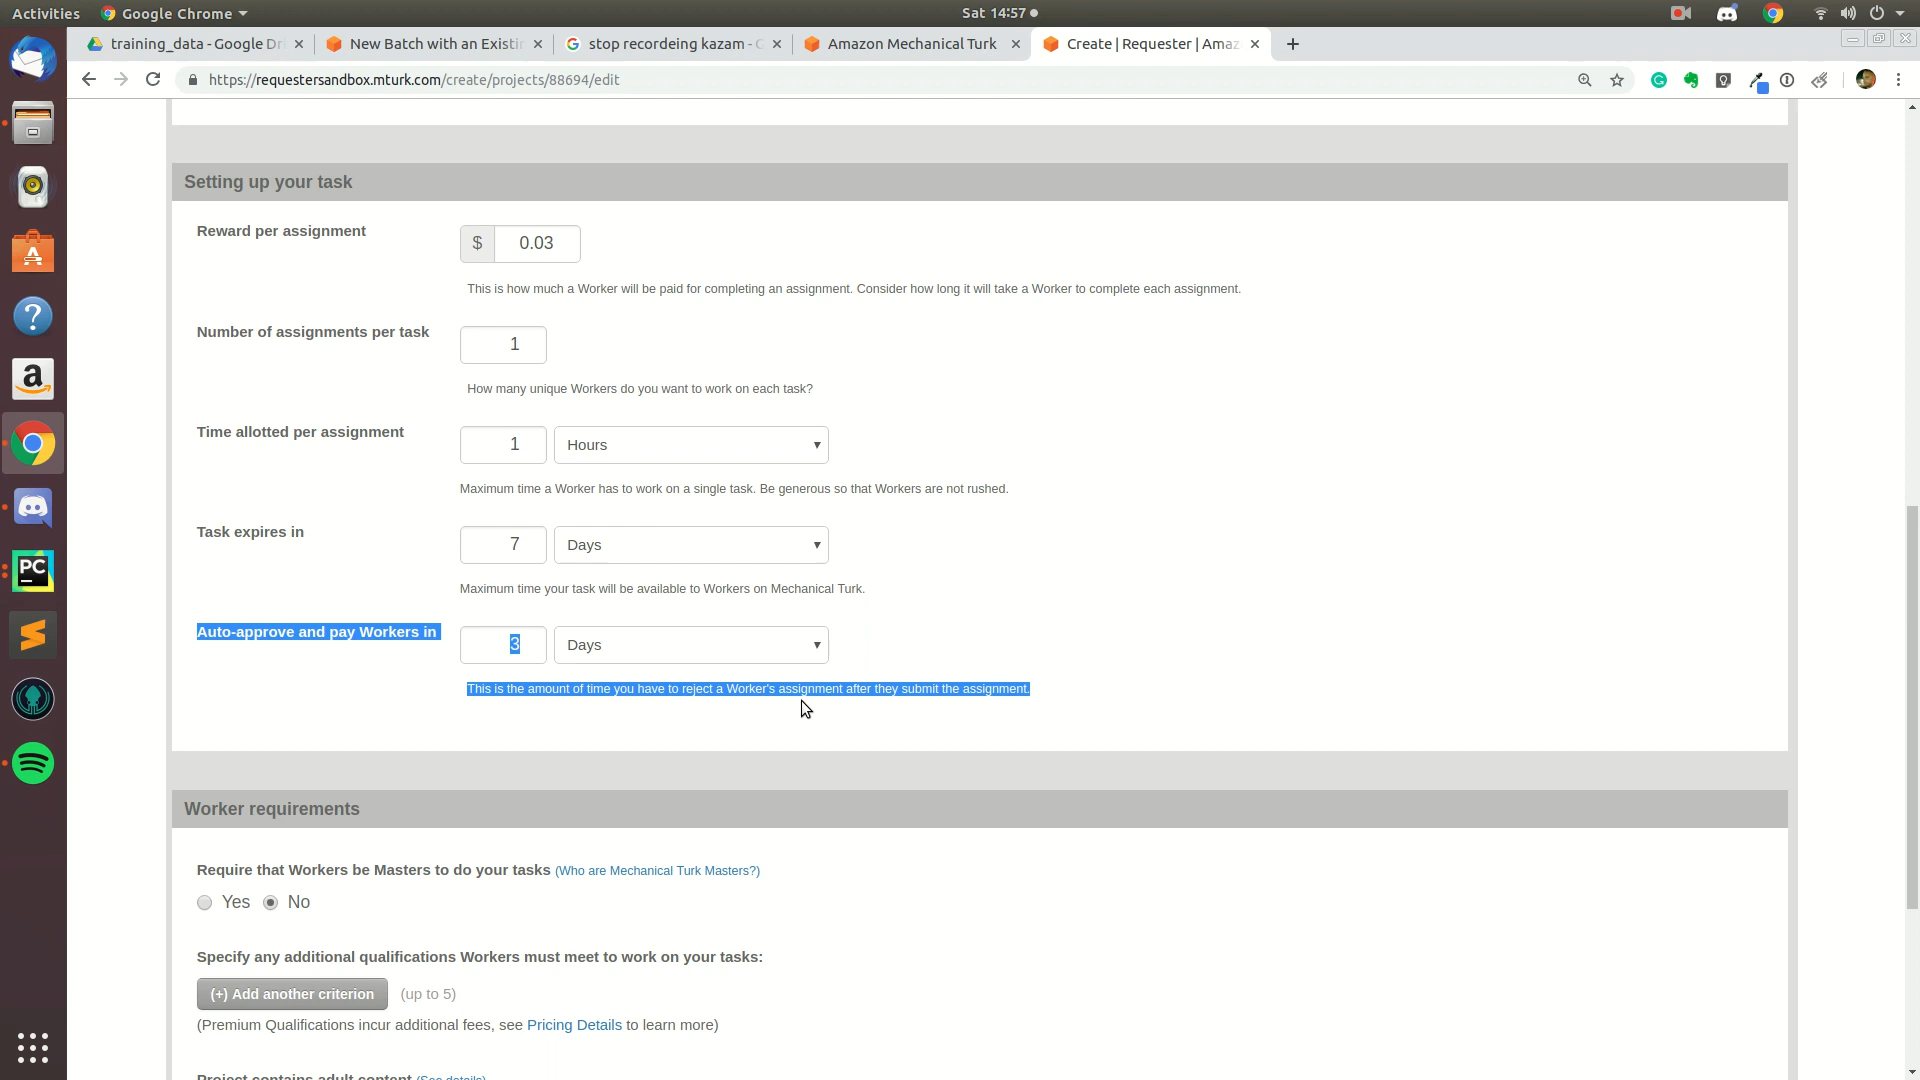 Activities
Google Chrome
Sat 14:57
training_data - Google Dri
New Batch with an Existin
stop recordeing kazam - G
Amazon Mechanical Turk
Create | Requester | Amaz
https://requestersandbox.mturk.com/create/projects/88694/edit
Setting up your task
Reward per assignment
$ 0.03
This is how much a Worker will be paid for completing an assignment. Consider how long it will take a Worker to complete each assignment.
Number of assignments per task
1
How many unique Workers do you want to work on each task?
Time allotted per assignment
1 Hours
Maximum time a Worker has to work on a single task. Be generous so that Workers are not rushed.
Task expires in
7 Days
Maximum time your task will be available to Workers on Mechanical Turk.
Auto-approve and pay Workers in
3 Days
This is the amount of time you have to reject a Worker's assignment after they submit the assignment.
PC
Worker requirements
Require that Workers be Masters to do your tasks (Who are Mechanical Turk Masters?)
Yes No
Specify any additional qualifications Workers must meet to work on your tasks:
(+) Add another criterion (up to 5)
(Premium Qualifications incur additional fees, see Pricing Details to learn more)
Project contains adult content (See details)